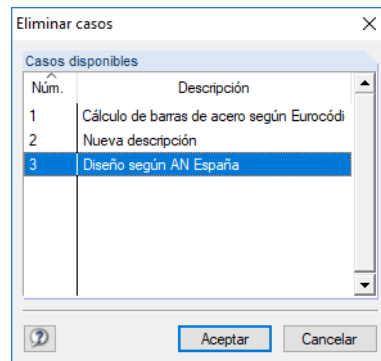 Eliminar casos
Casos disponibles
Núm. Descripción
1 Cálculo de barras de acero según Eurocódi
2 Nueva descripción
3 Diseño según AN España
Aceptar Cancelar